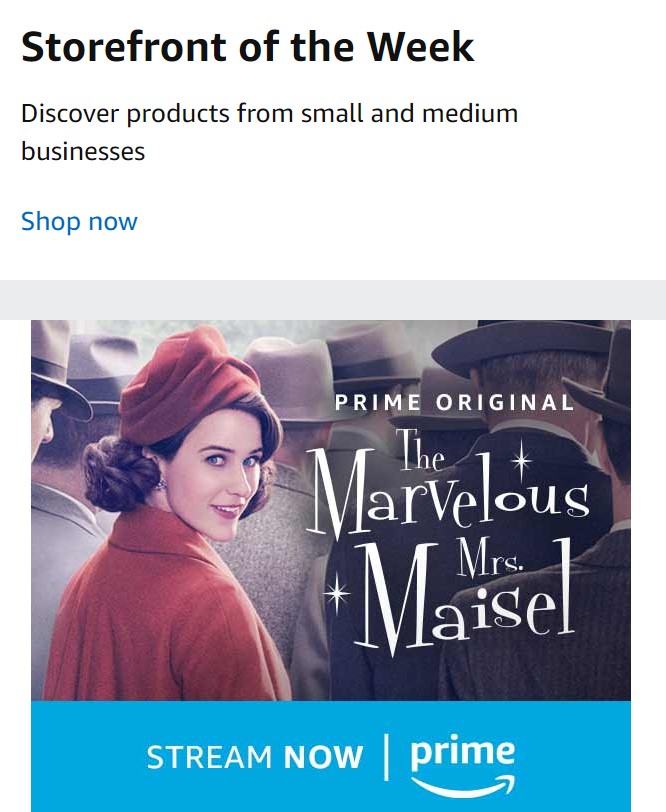 Storefront of the Week
Discover products from small and medium
businesses
Shop now
PRIME ORIGINAL
The
Marvelous
Mrs.
Maisel
STREAM NOW | prime